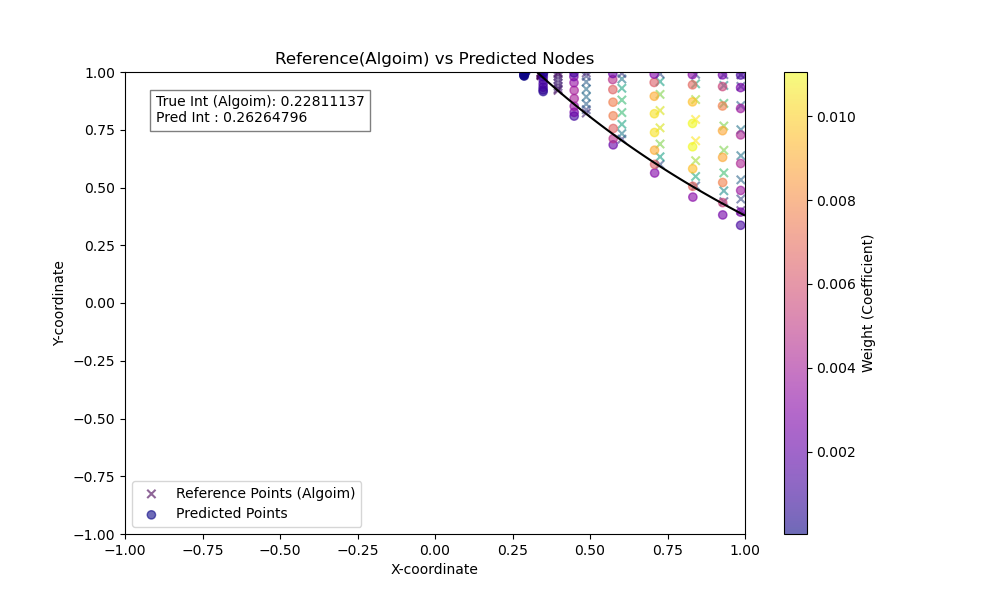 Reference(Algoim) vs Predicted Nodes
True Int (Algoim): 0.22811137
Pred Int : 0.26264796
Y-coordinate
1.00
0.75
0.50
0.25
0.00
−0.25
−0.50
−0.75
−1.00
Reference Points (Algoim)
Predicted Points
−1.00 −0.75 −0.50 −0.25 0.00 0.25 0.50 0.75 1.00
X-coordinate
0.010
0.008
0.006
0.004
0.002
Weight (Coefficient)